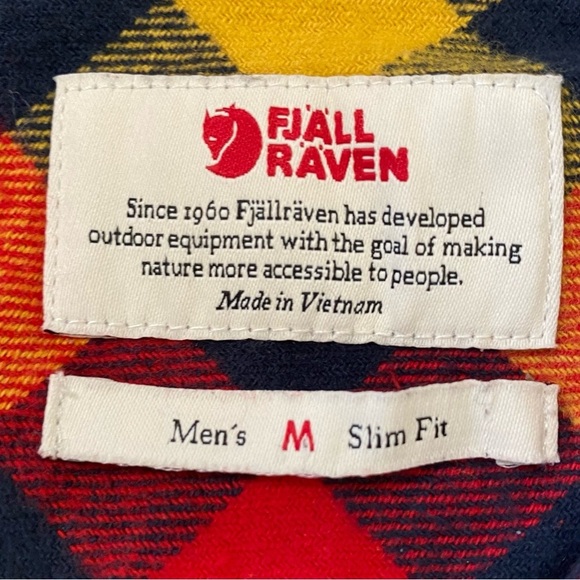 FJÄLL
RÄVEN
Since 1960 Fjällräven has developed
outdoor equipment with the goal of making
nature more accessible to people.
Made in Vietnam
Men's M Slim Fit